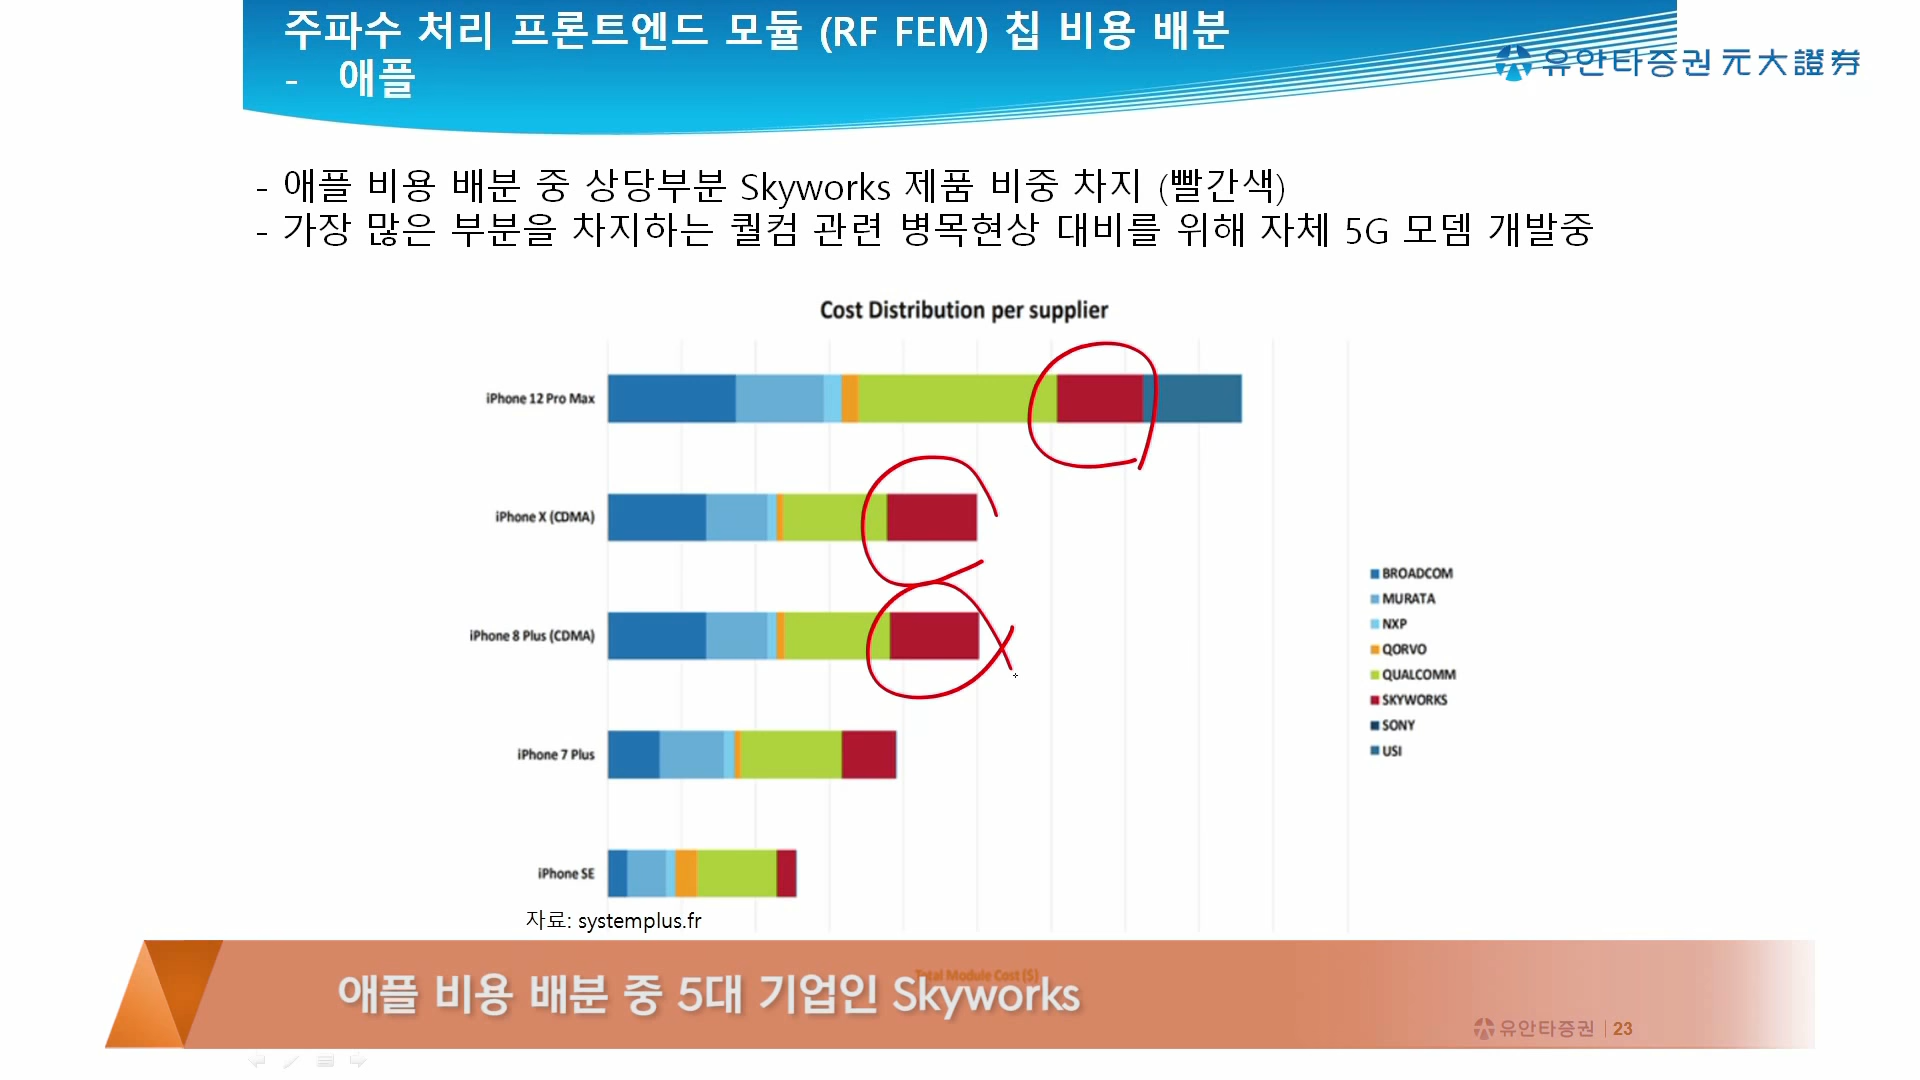 주파수 처리 프론트엔드 모듈 (RF FEM) 칩 비용 배분
- 애플
유안타증권 元大證券
- 애플 비용 배분 중 상당부분 Skyworks 제품 비중 차지 (빨간색)
- 가장 많은 부분을 차지하는 퀄컴 관련 병목현상 대비를 위해 자체 5G 모뎀 개발중
Cost Distribution per supplier
iPhone 12 Pro Max
iPhone X (CDMA)
iPhone 8 Plus (CDMA)
iPhone 7 Plus
iPhone SE
BROADCOM
MURATA
NXP
QORVO
QUALCOMM
SKYWORKS
SONY
USI
자료: systemplus.fr
Total Module Cost ($)
애플 비용 배분 중 5대 기업인 Skyworks
유안타증권 | 23